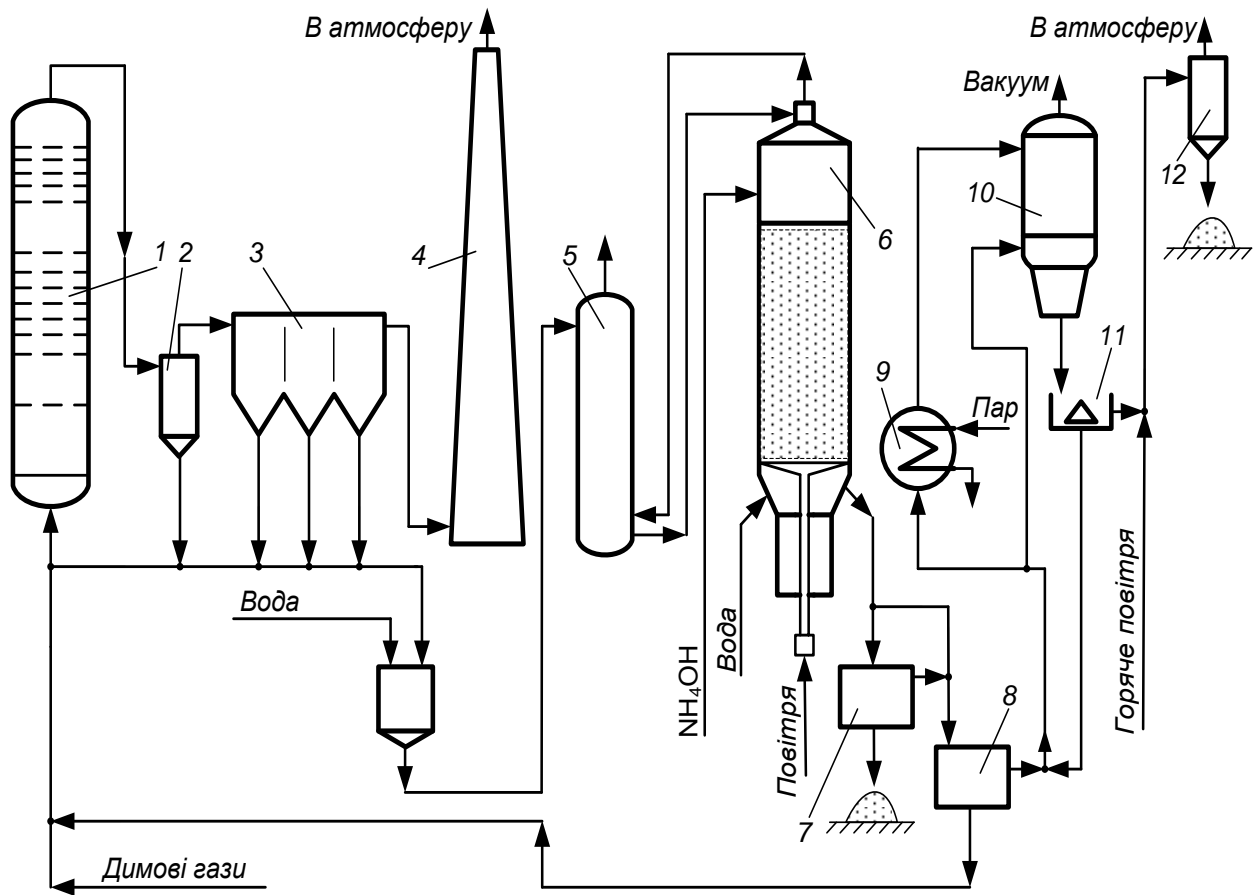 В атмосферу
В атмосферу
Вакуум
12
10
6
1
2
3
4
5
11
9
Пар
Вода
NH₄OH
Вода
Повітря
Горяче повітря
8
7
Димові гази